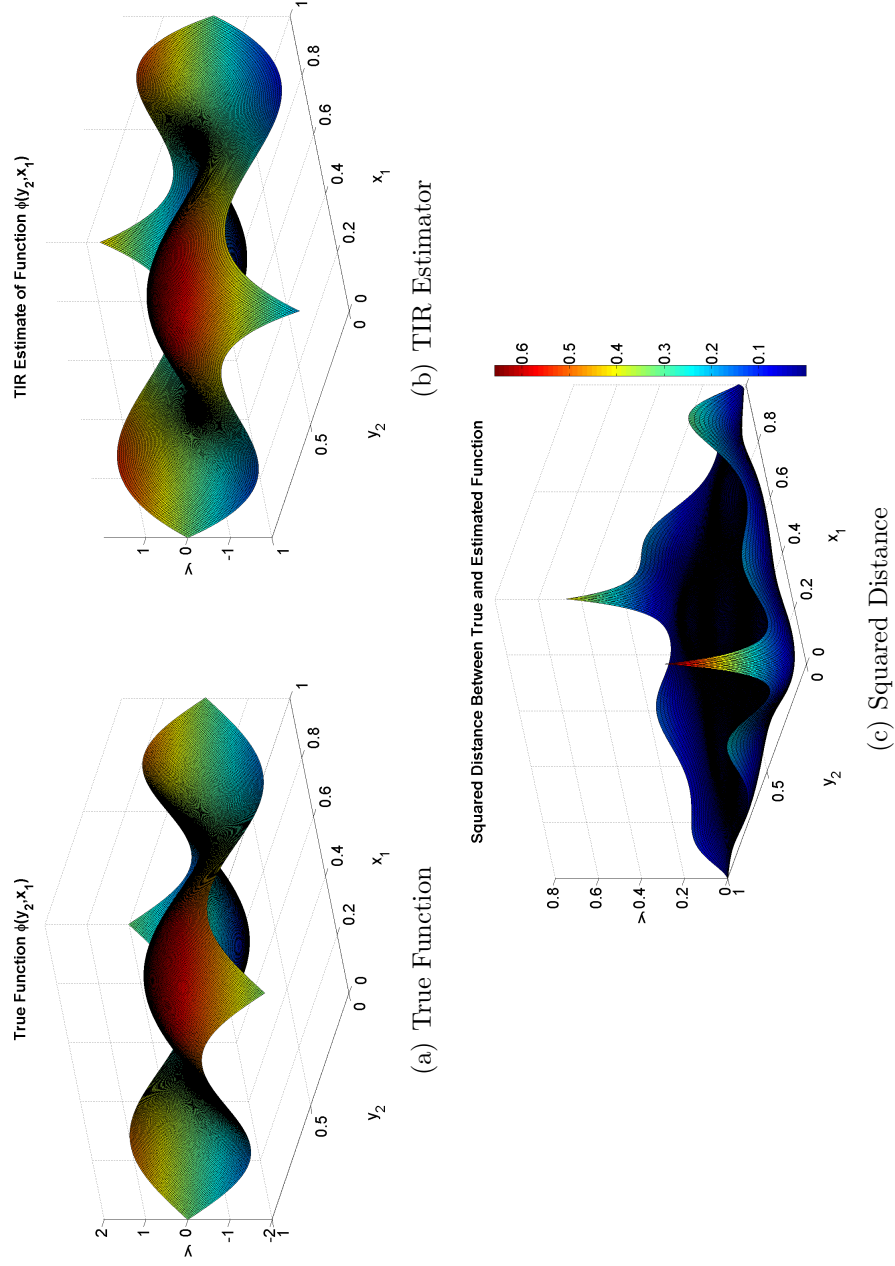 True Function ϕ(y₂,x₁)
2
1
0
-1
-2
Y
1
0.5
0
y₂
0
0.2
0.4
0.6
0.8
1
x₁
(a) True Function
TIR Estimate of Function ϕ(y₂,x₁)
1
0
-1
Y
1
0.5
0
y₂
0
0.2
0.4
0.6
0.8
1
x₁
(b) TIR Estimator
Squared Distance Between True and Estimated Function
0.8
0.6
0.4
0.2
Y
1
0.5
0
y₂
0
0.2
0.4
0.6
0.8
x₁
0.6
0.5
0.4
0.3
0.2
0.1
(c) Squared Distance